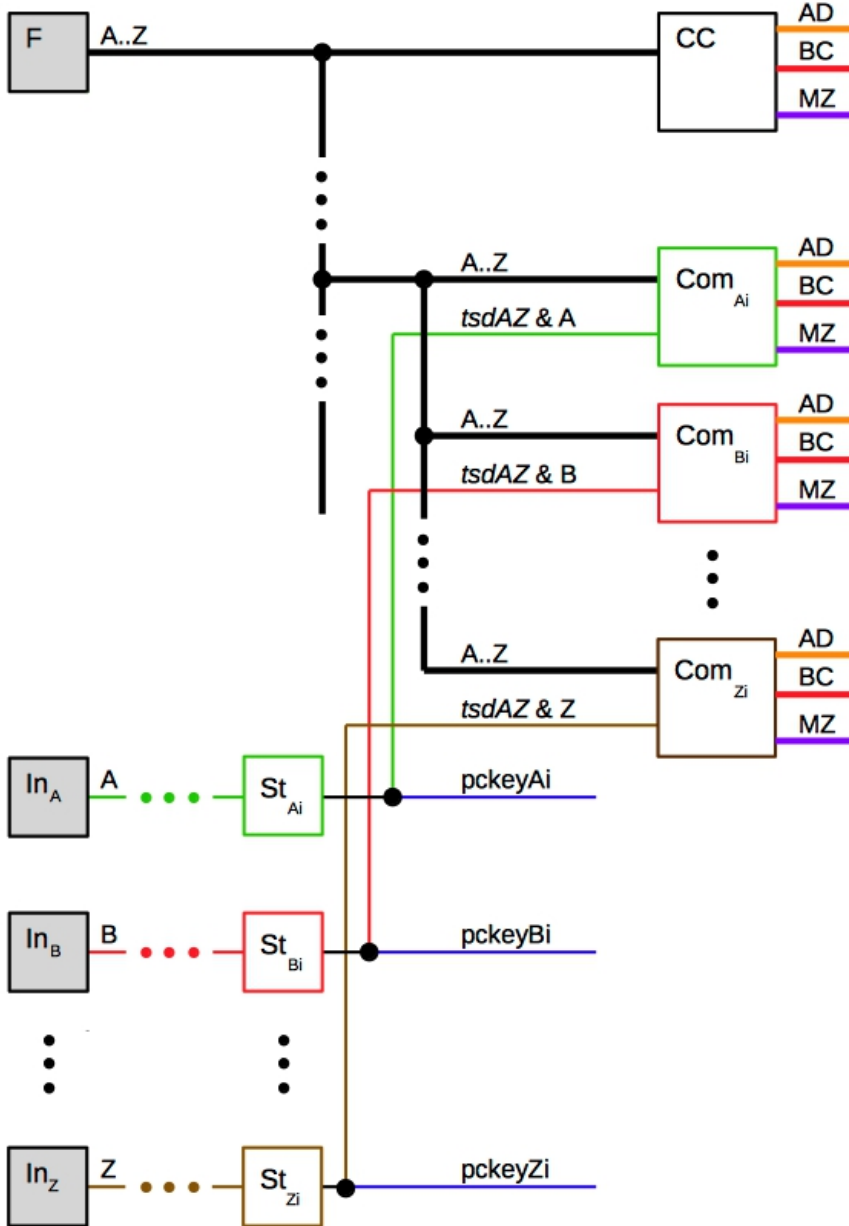 F A..Z CC AD
BC
MZ
A..Z Com Ai AD
BC
tsdAZ & A MZ
A..Z Com Bi AD
BC
tsdAZ & B MZ
A..Z Com Zi AD
BC
tsdAZ & Z MZ
In A A St Ai pckeyAi
In B B St Bi pckeyBi
In Z Z St Zi pckeyZi